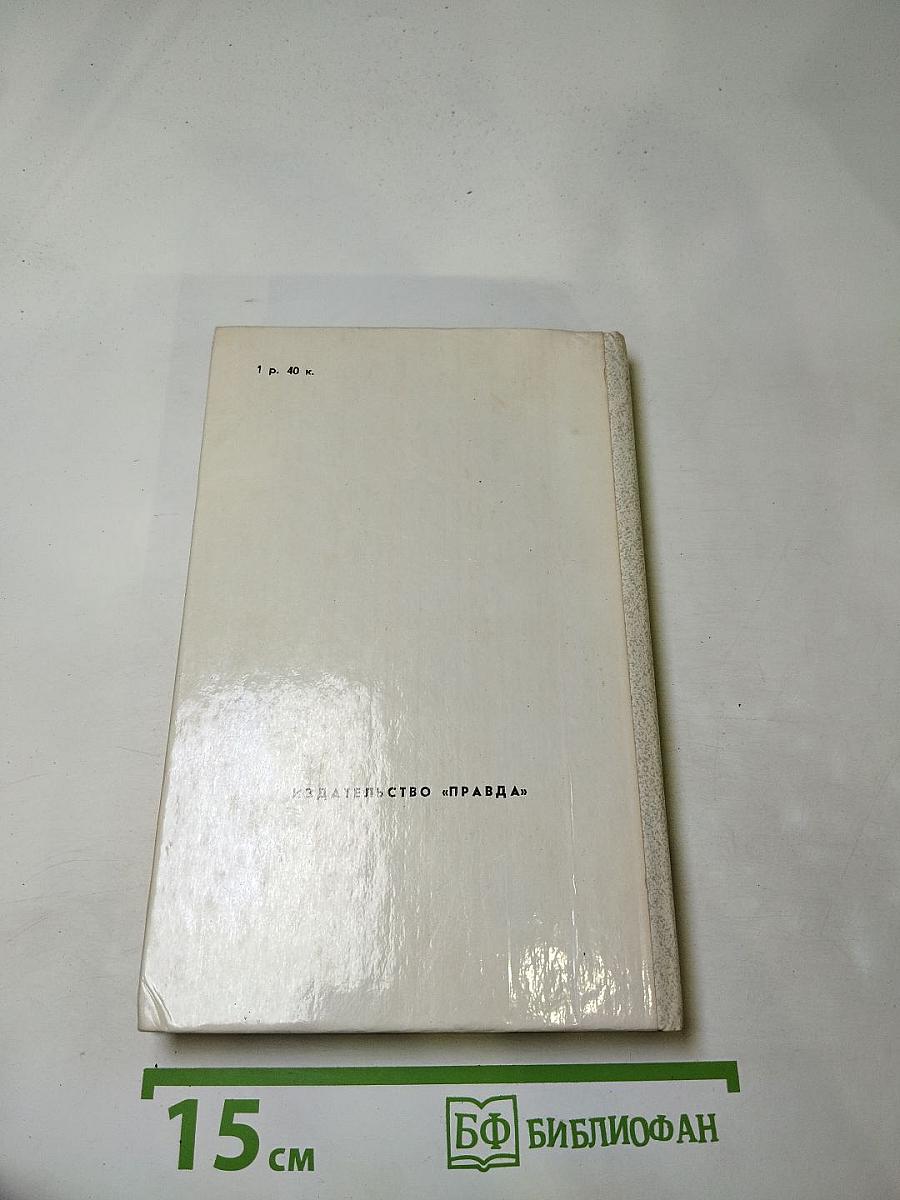 1 р. 40 к.
ИЗДАТЕЛЬСТВО «ПРАВДА»
15 см
БФ БИБЛИОФАН